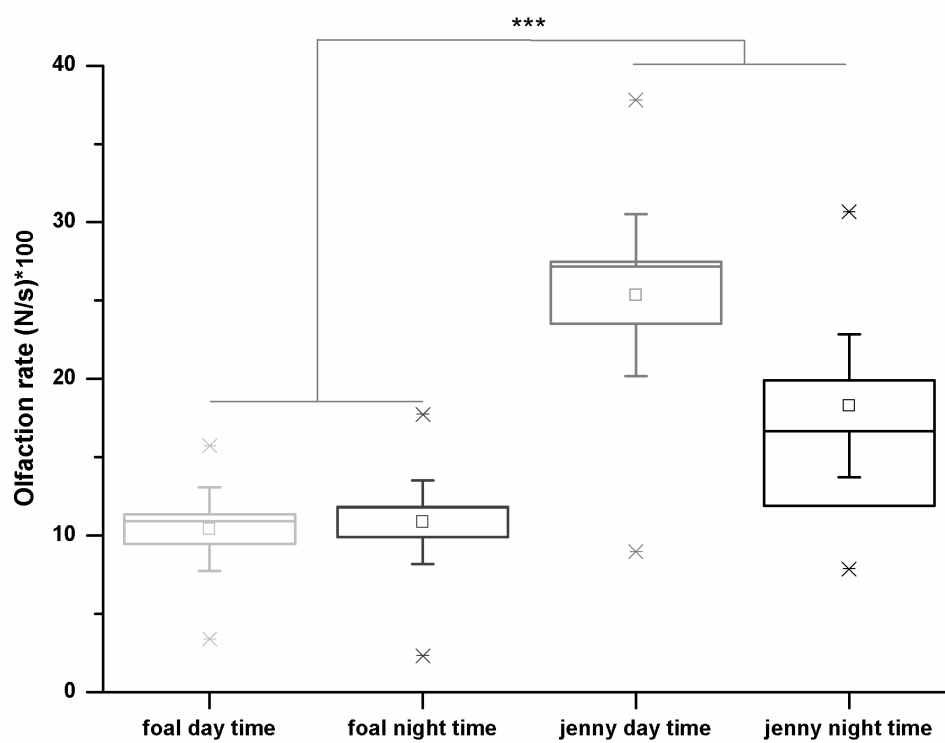 ***
Olfaction rate (N/s)*100
40
30
20
10
0
foal day time
foal night time
jenny day time
jenny night time